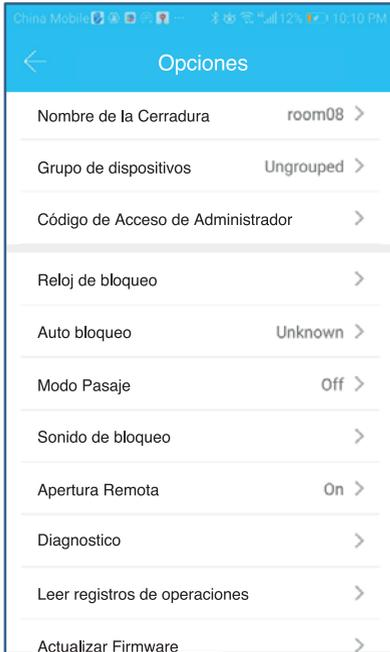 China Mobile 12% 10:10 PM
Opciones
Nombre de la Cerradura room08
Grupo de dispositivos Ungrouped
Código de Acceso de Administrador
Reloj de bloqueo
Auto bloqueo Unknown
Modo Pasaje Off
Sonido de bloqueo
Apertura Remota On
Diagnostico
Leer registros de operaciones
Actualizar Firmware